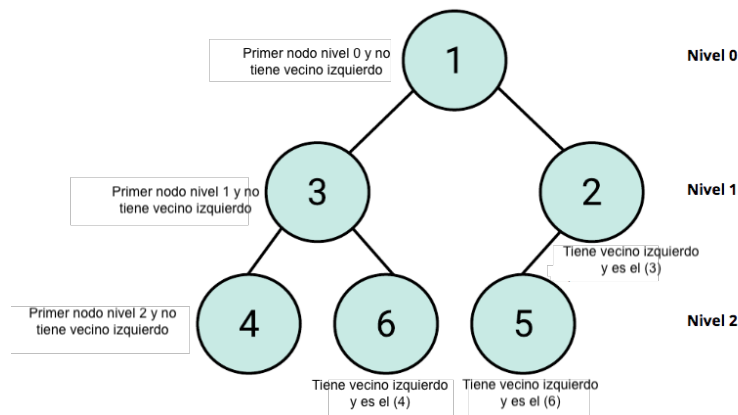 Primer nodo nivel 0 y no
tiene vecino izquierdo
1
Nivel 0
Primer nodo nivel 1 y no
tiene vecino izquierdo
3
2
Nivel 1
Tiene vecino izquierdo
y es el (3)
Primer nodo nivel 2 y no
tiene vecino izquierdo
4
6
5
Nivel 2
Tiene vecino izquierdo
y es el (4)
Tiene vecino izquierdo
y es el (6)